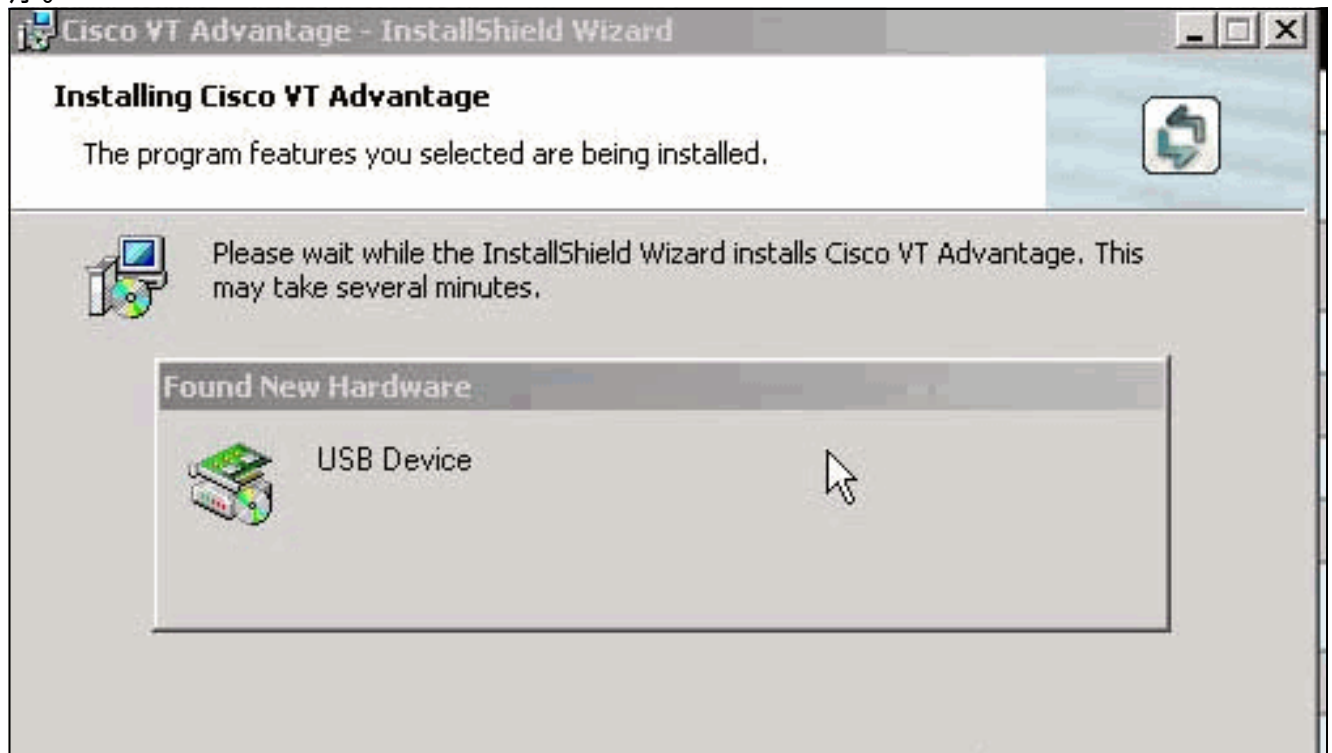 Cisco VT Advantage - InstallShield Wizard
Installing Cisco VT Advantage
The program features you selected are being installed.
Please wait while the InstallShield Wizard installs Cisco VT Advantage. This
may take several minutes.
Found New Hardware
USB Device